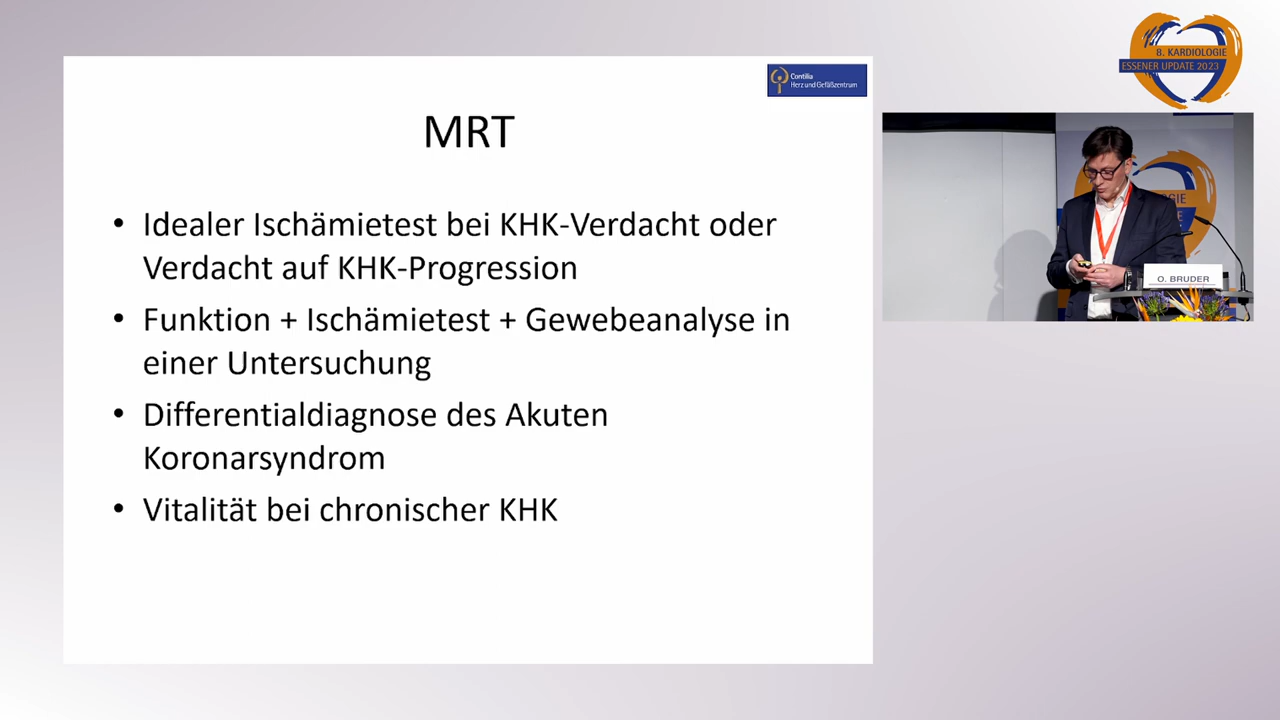 Contilia
Herz und Gefäßzentrum
MRT
• Idealer Ischämietest bei KHK-Verdacht oder
Verdacht auf KHK-Progression
• Funktion + Ischämietest + Gewebeanalyse in
einer Untersuchung
• Differentialdiagnose des Akuten
Koronarsyndrom
• Vitalität bei chronischer KHK
8. KARDIOLOGIE
ESSENER UPDATE 2023
O. BRUDER